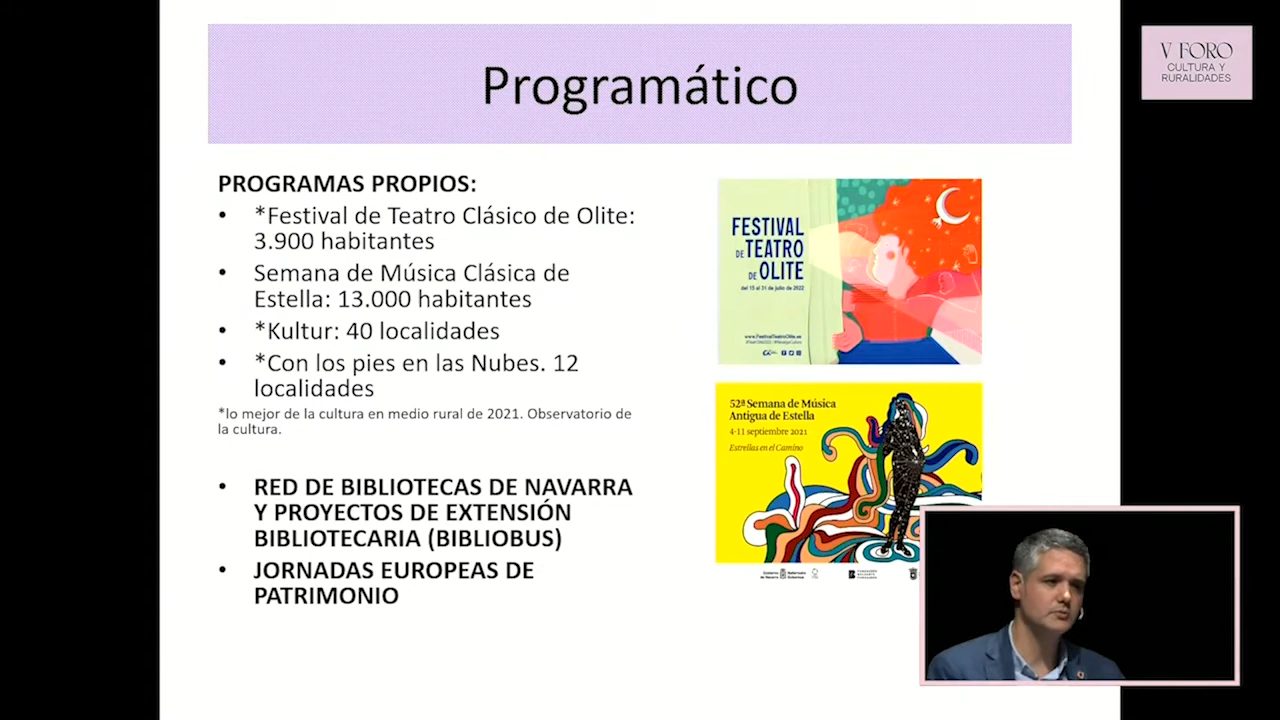 Programático
V FORO
CULTURA Y
RURALIDADES
PROGRAMAS PROPIOS:
• *Festival de Teatro Clásico de Olite:
3.900 habitantes
• Semana de Música Clásica de
Estella: 13.000 habitantes
• *Kultur: 40 localidades
• *Con los pies en las Nubes. 12
localidades
*lo mejor de la cultura en medio rural de 2021. Observatorio de
la cultura.
• RED DE BIBLIOTECAS DE NAVARRA
Y PROYECTOS DE EXTENSIÓN
BIBLIOTECARIA (BIBLIOBUS)
• JORNADAS EUROPEAS DE
PATRIMONIO
FESTIVAL
DE TEATRO
DE OLITE
del 15 al 31 de julio de 2022
www.FestivalTeatroOlite.es
52ª Semana de Música
Antigua de Estella
4-11 septiembre 2021
Estrellas en el Camino
Gobierno
de Navarra